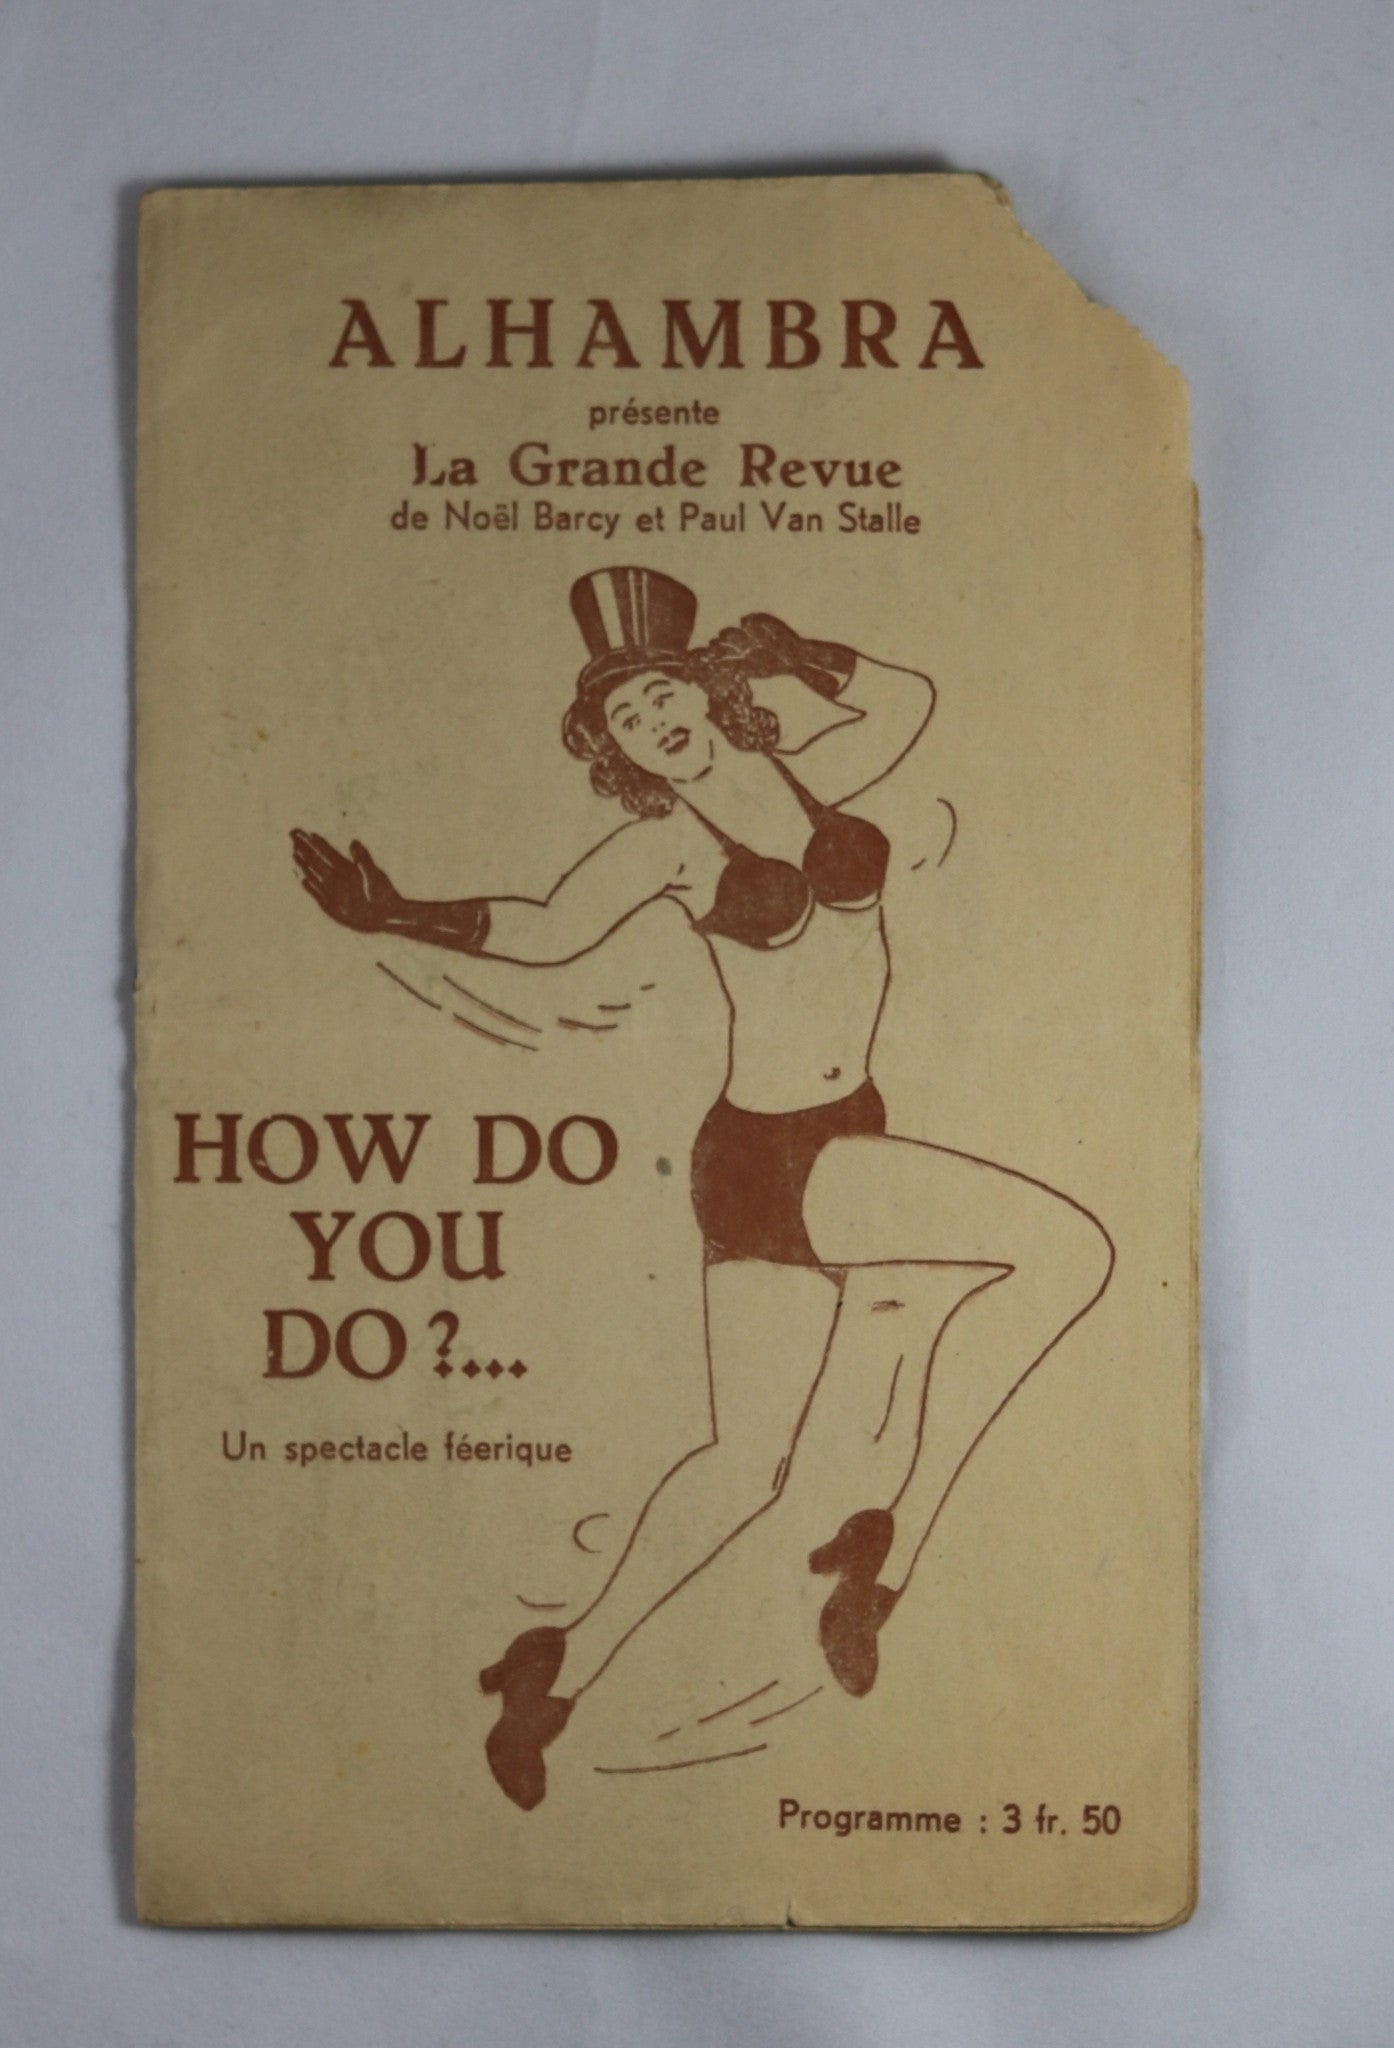 ALHAMBRA
présente
La Grande Revue
de Noël Barcy et Paul Van Stalle
HOW DO
YOU
DO ?...
Un spectacle féerique
Programme : 3 fr. 50